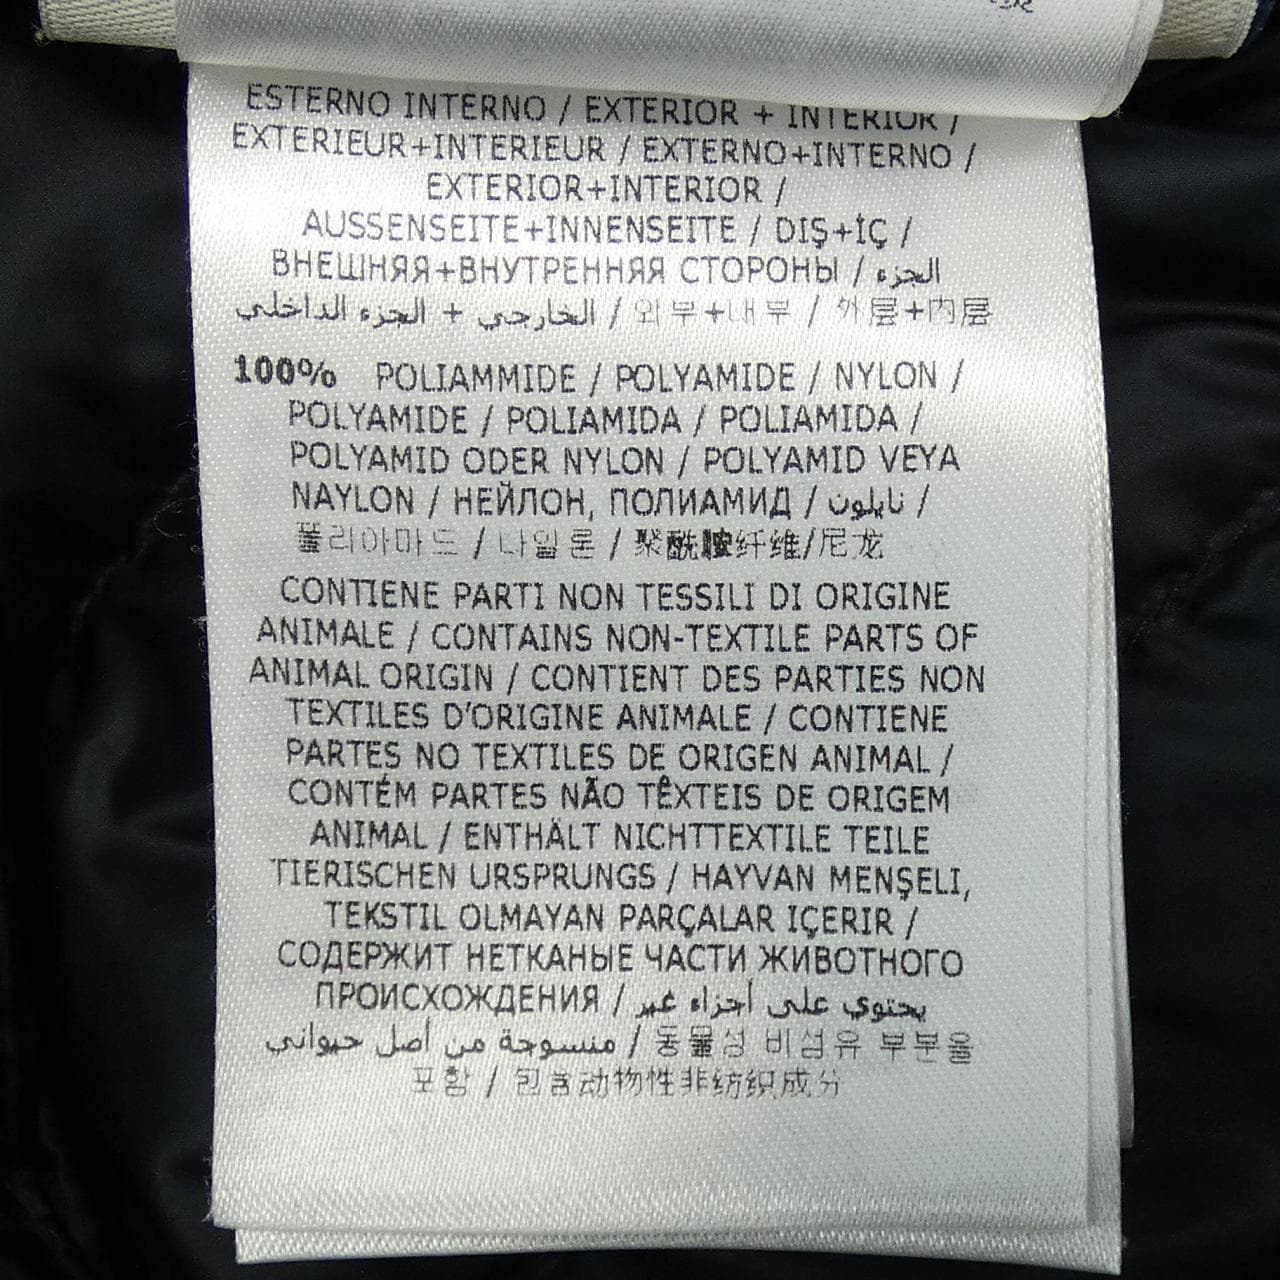 ESTERNO INTERNO / EXTERIOR + INTERIOR /
EXTERIEUR+INTERIEUR / EXTERNO+INTERNO /
EXTERIOR+INTERIOR /
AUSSENSEITE+INNENSEITE / DIŞ+İÇ /
ВНЕШНЯЯ+ВНУТРЕННЯЯ СТОРОНЫ / الجزء
الخارجي + الجزء الداخلي / 외부+내부 / 外层+内层
100% POLIAMMIDE / POLYAMIDE / NYLON /
POLYAMIDE / POLIAMIDA / POLIAMIDA /
POLYAMID ODER NYLON / POLYAMID VEYA
NAYLON / НЕЙЛОН, ПОЛИАМИД / نايلون /
폴리아마드 / 나일론 / 聚酰胺纤维/尼龙
CONTIENE PARTI NON TESSILI DI ORIGINE
ANIMALE / CONTAINS NON-TEXTILE PARTS OF
ANIMAL ORIGIN / CONTIENT DES PARTIES NON
TEXTILES D'ORIGINE ANIMALE / CONTIENE
PARTES NO TEXTILES DE ORIGEN ANIMAL /
CONTÉM PARTES NÃO TÊXTEIS DE ORIGEM
ANIMAL / ENTHÄLT NICHTTEXTILE TEILE
TIERISCHEN URSPRUNGS / HAYVAN MENŞELI,
TEKSTIL OLMAYAN PARÇALAR IÇERIR /
СОДЕРЖИТ НЕТКАНЫЕ ЧАСТИ ЖИВОТНОГО
ПРОИСХОЖДЕНИЯ / يحتوي على أجزاء غير
منسوجة من أصل حيواني / 동물성 비섬유 부분을
포함 / 包含动物性非纺织成分